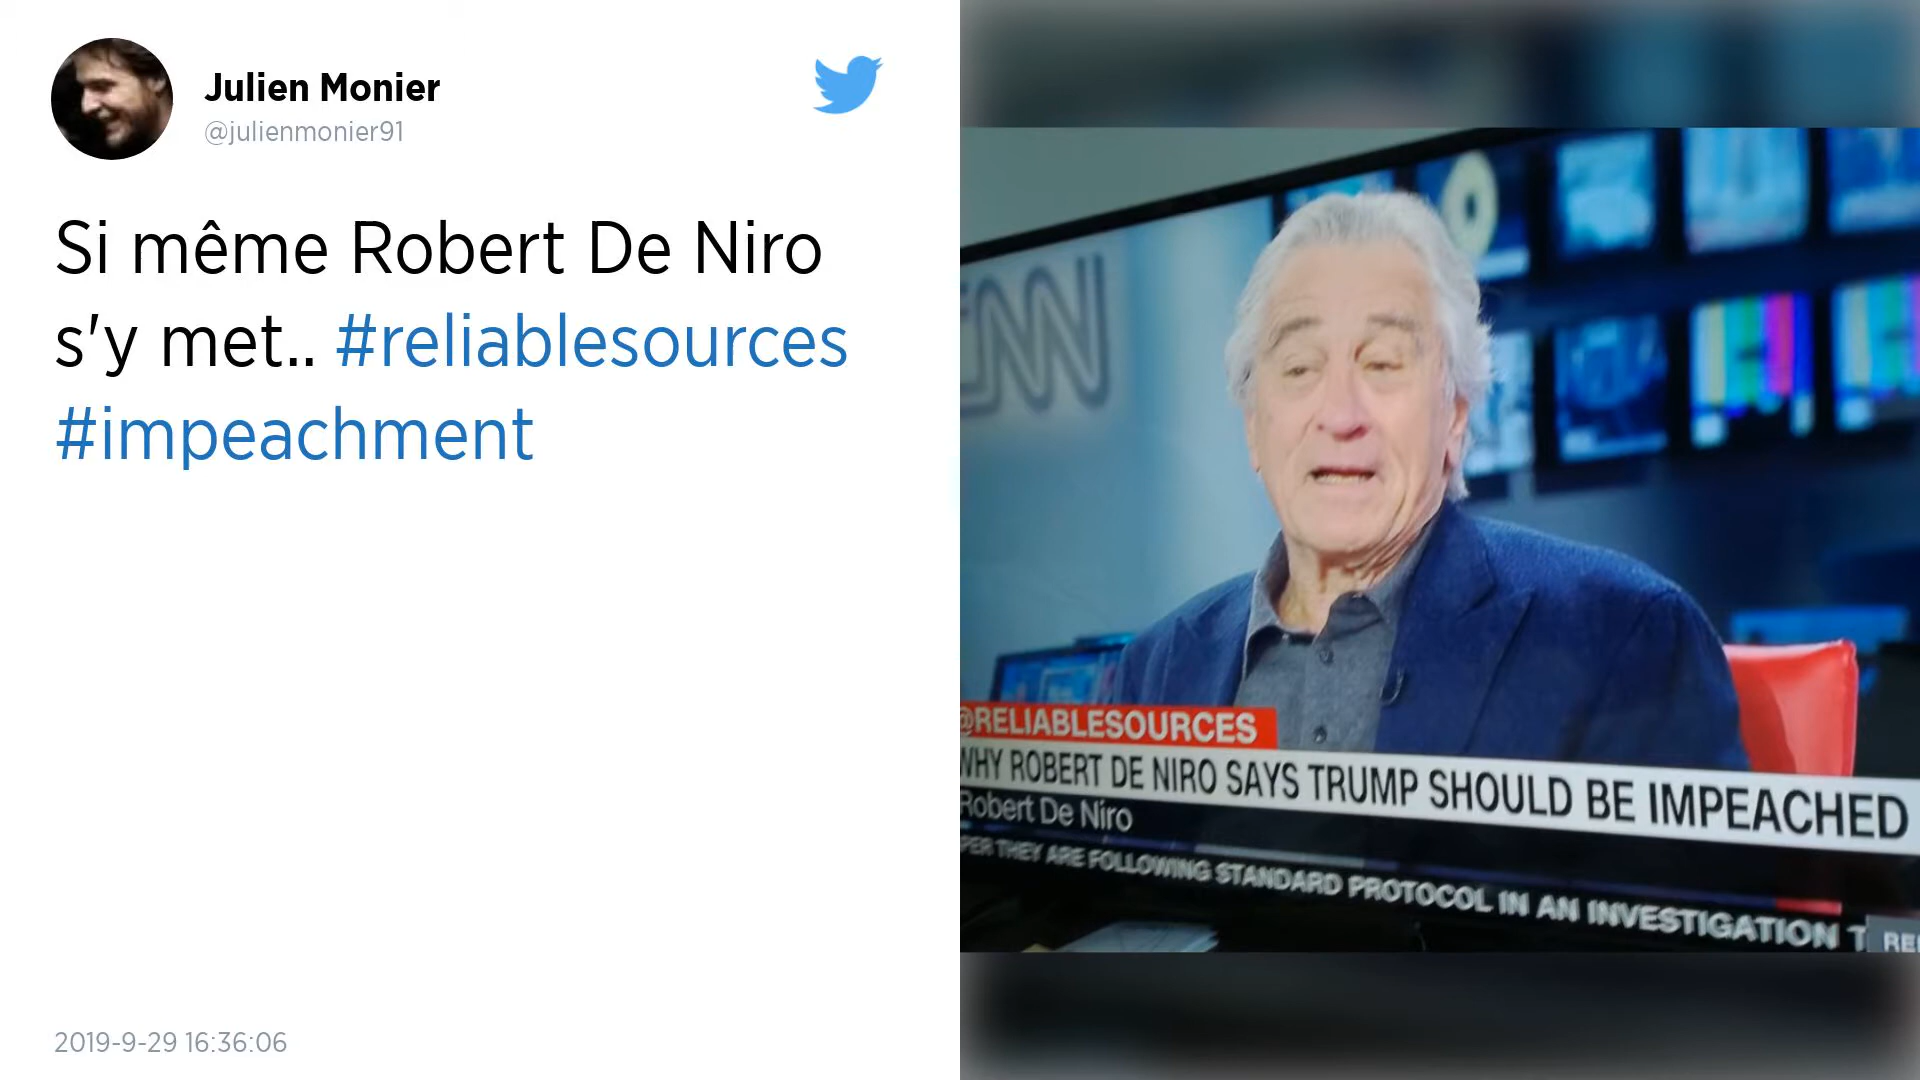 Julien Monier
@julienmonier91
Si même Robert De Niro
s'y met.. #reliablesources
#impeachment
2019-9-29 16:36:06
CNN
@RELIABLESOURCES
WHY ROBERT DE NIRO SAYS TRUMP SHOULD BE IMPEACHED
Robert De Niro
PER THEY ARE FOLLOWING STANDARD PROTOCOL IN AN INVESTIGATION T